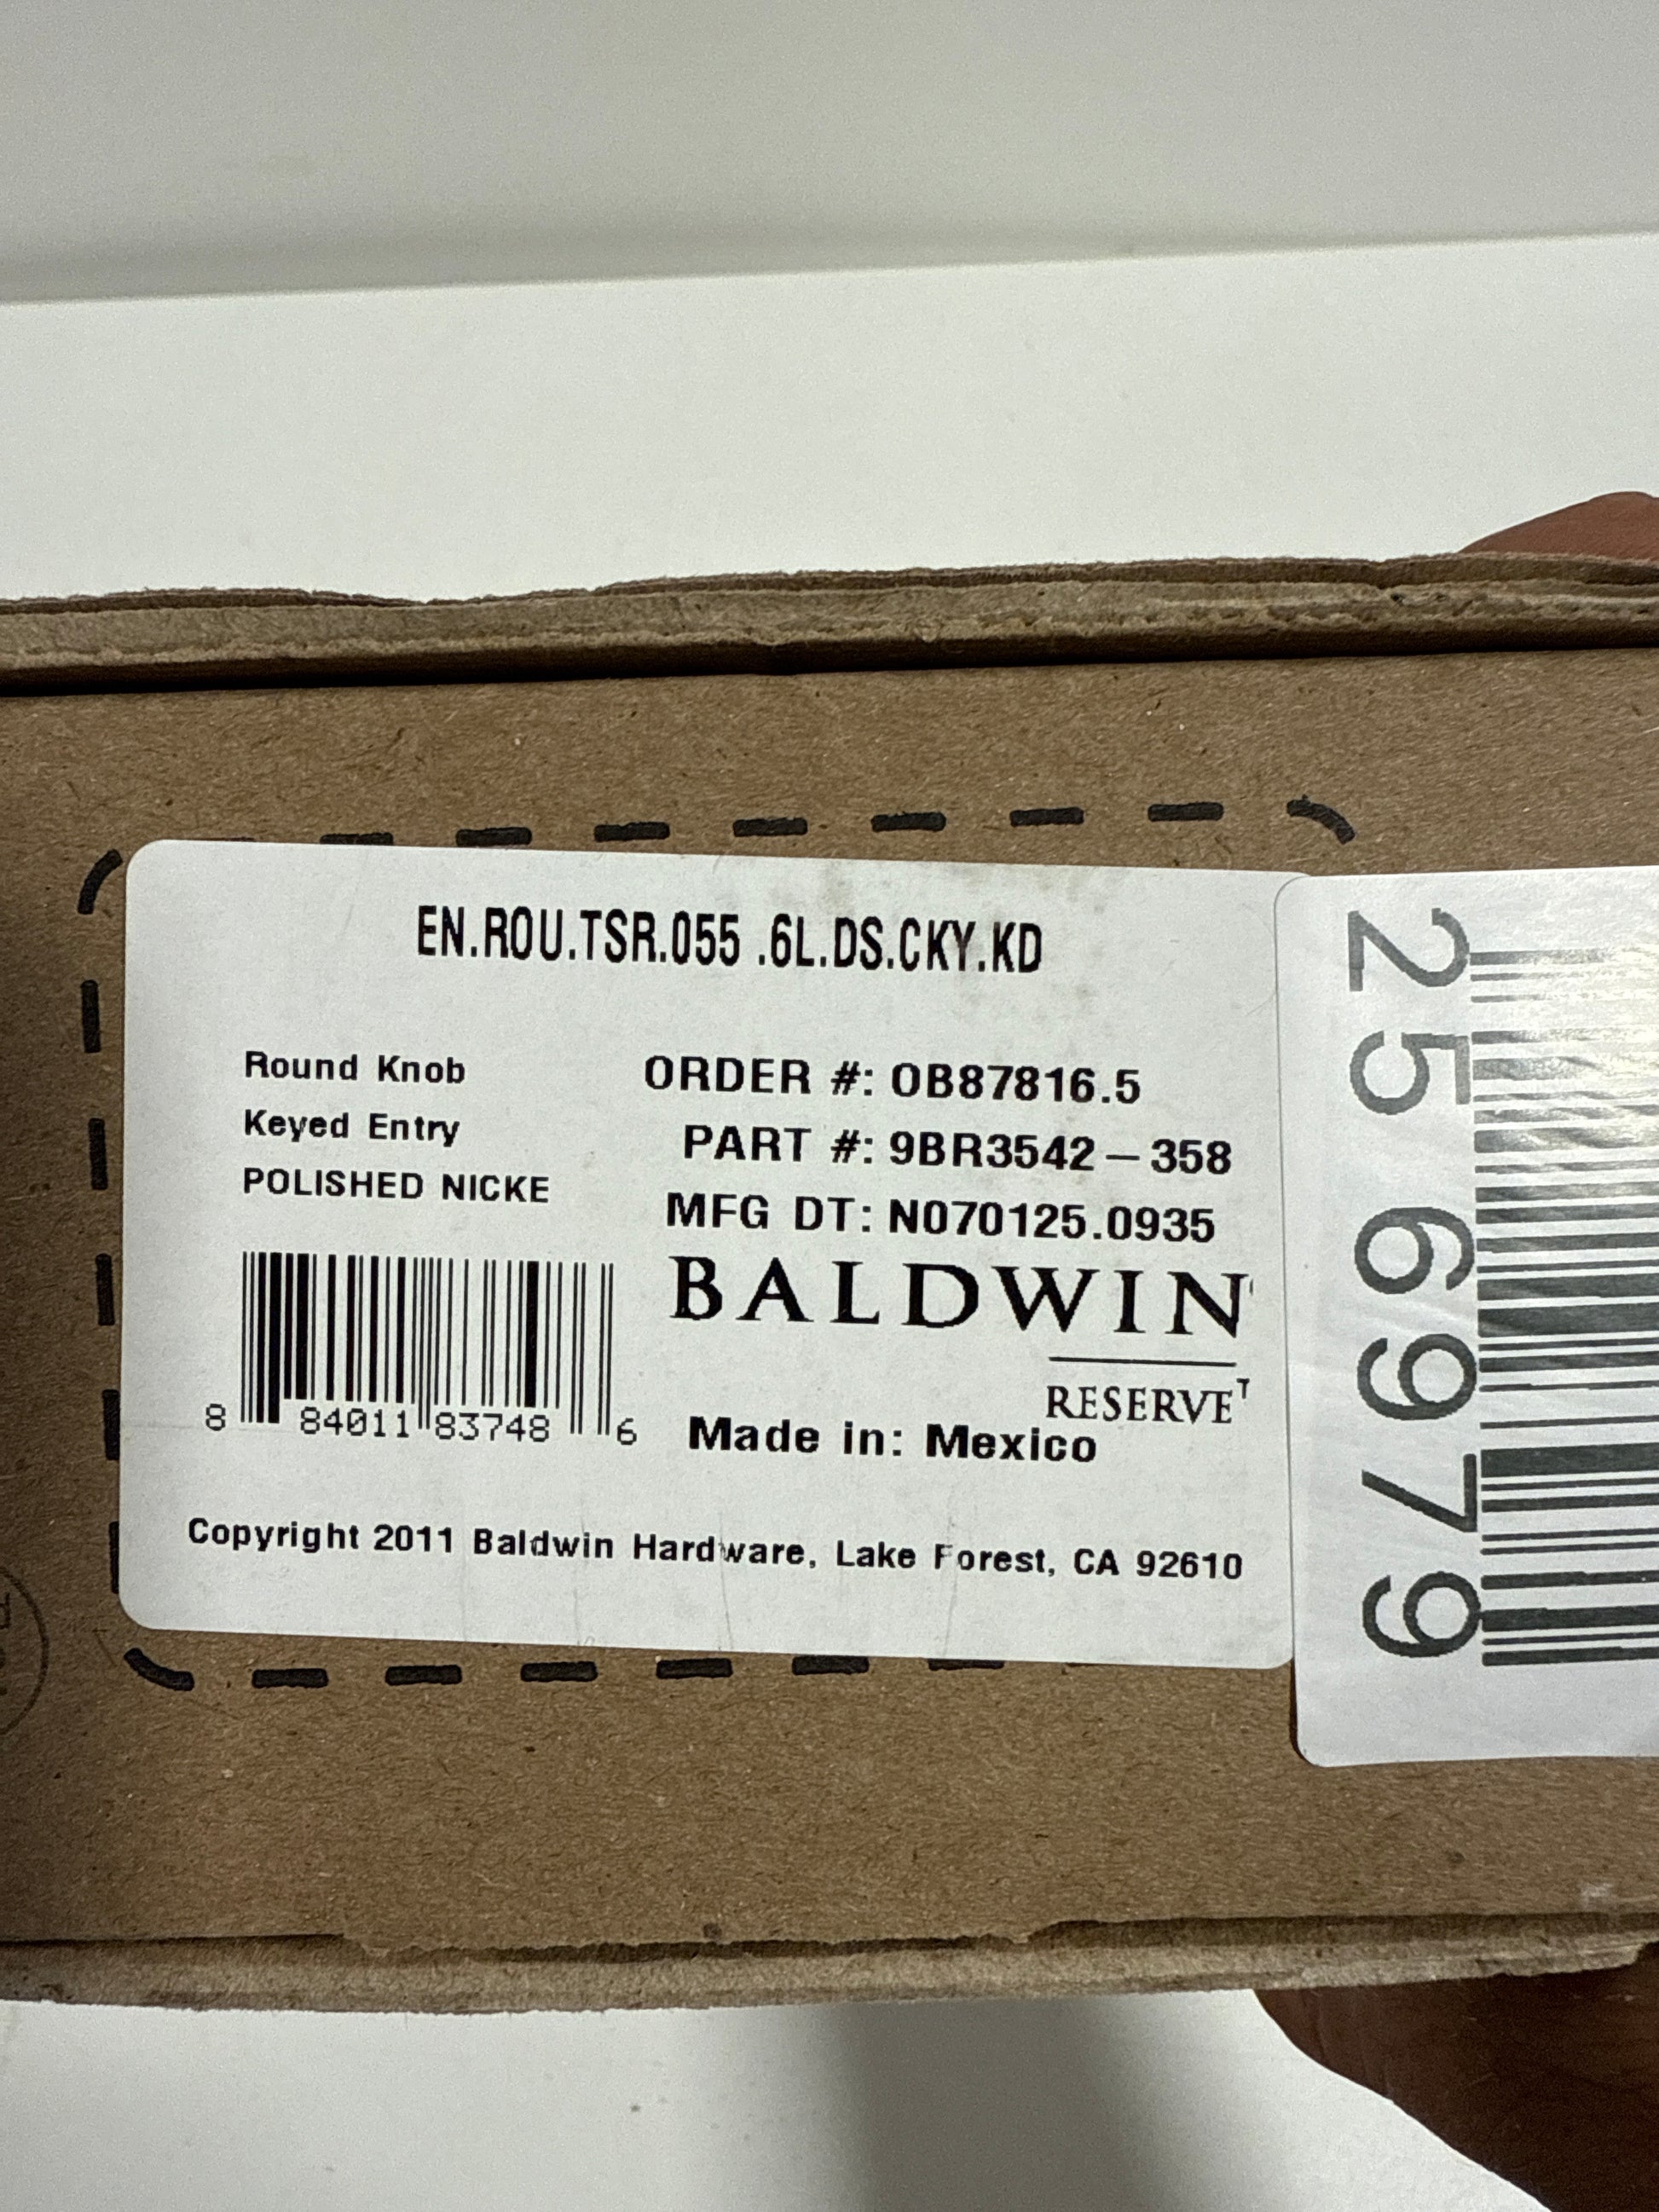 EN.ROU.TSR.055 .6L.DS.CKY.KD
Round Knob
Keyed Entry
POLISHED NICKE
ORDER #: OB87816.5
PART #: 9BR3542-358
MFG DT: N070125.0935
BALDWIN
RESERVE
Made in: Mexico
8 84011 83748 6
Copyright 2011 Baldwin Hardware, Lake Forest, CA 92610
256979